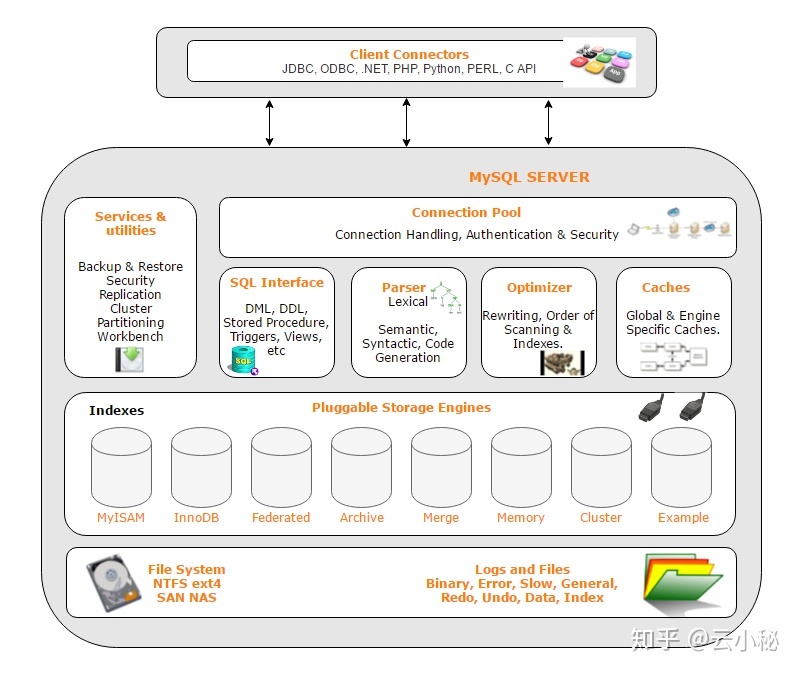 Client Connectors
JDBC, ODBC, .NET, PHP, Python, PERL, C API
App
MySQL SERVER
Services &
utilities
Backup & Restore
Security
Replication
Cluster
Partitioning
Workbench
Connection Pool
Connection Handling, Authentication & Security
SQL Interface
DML, DDL,
Stored Procedure,
Triggers, Views,
etc
SQL
Parser
Lexical
Semantic,
Syntactic, Code
Generation
Optimizer
Rewriting, Order of
Scanning &
Indexes.
Caches
Global & Engine
Specific Caches.
Indexes
Pluggable Storage Engines
MyISAM
InnoDB
Federated
Archive
Merge
Memory
Cluster
Example
File System
NTFS ext4
SAN NAS
Logs and Files
Binary, Error, Slow, General,
Redo, Undo, Data, Index
知乎 @云小秘